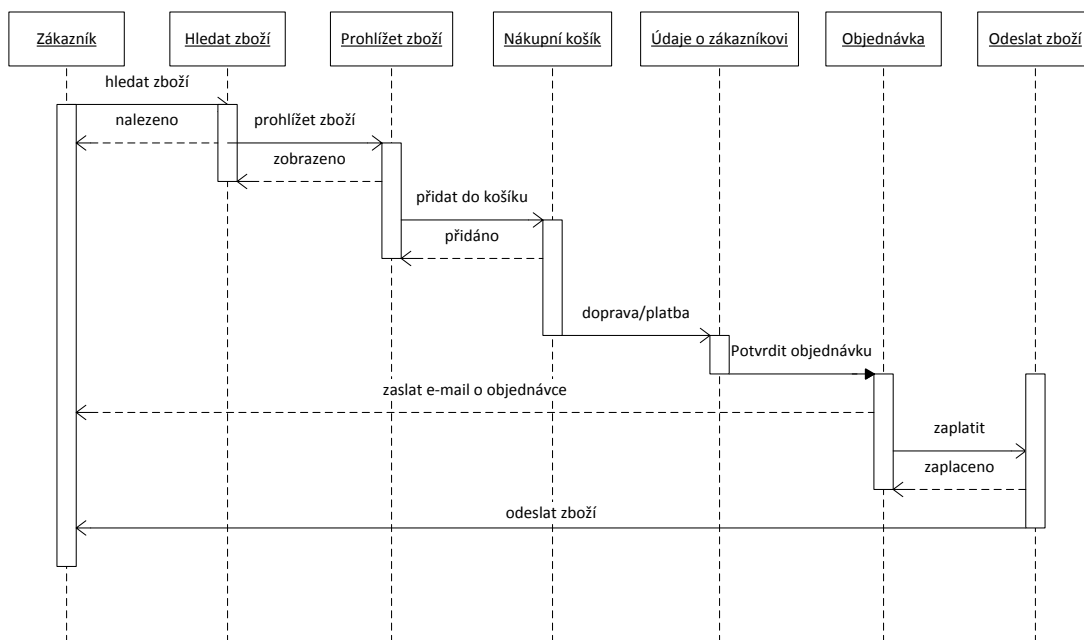 Zákazník
Hledat zboží
Prohlížet zboží
Nákupní košík
Údaje o zákazníkovi
Objednávka
Odeslat zboží
hledat zboží
nalezeno
prohlížet zboží
zobrazeno
přidat do košíku
přidáno
doprava/platba
Potvrdit objednávku
zaslat e-mail o objednávce
zaplatit
zaplaceno
odeslat zboží